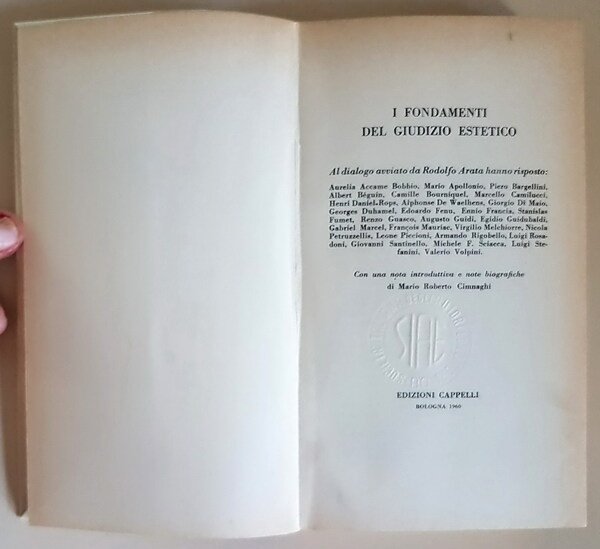 I FONDAMENTI
DEL GIUDIZIO ESTETICO
Al dialogo avviato da Rodolfo Arata hanno risposto:
Aurelia Accame Bobbio, Mario Apollonio, Piero Bargellini,
Albert Béguin, Camille Bourniquel, Marcello Camilucci,
Henri Daniel-Rops, Alphonse De Waelhens, Giorgio Di Maio,
Georges Duhamel, Edoardo Fenu, Ennio Francia, Stanislas
Fumet, Renzo Guasco, Augusto Guidi, Egidio Guidubaldi,
Gabriel Marcel, François Mauriac, Virgilio Melchiorre, Nicola
Petruzzellis, Leone Piccioni, Armando Rigobello, Luigi Rosa-
doni, Giovanni Santinello, Michele F. Sciacca, Luigi Ste-
fanini, Valerio Volpini.
Con una nota introduttiva e note biografiche
di Mario Roberto Cimnaghi
SIAE
EDIZIONI CAPPELLI
BOLOGNA 1960